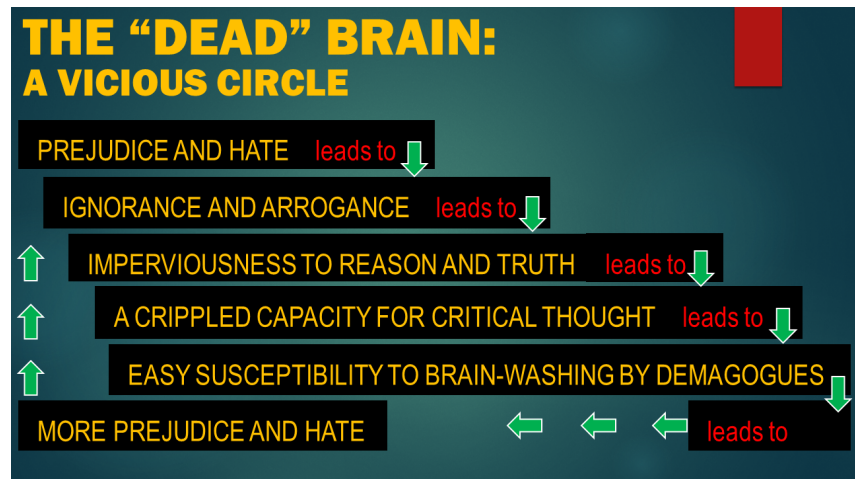 THE “DEAD” BRAIN:
A VICIOUS CIRCLE
PREJUDICE AND HATE leads to
IGNORANCE AND ARROGANCE leads to
IMPERVIOUSNESS TO REASON AND TRUTH leads to
A CRIPPLED CAPACITY FOR CRITICAL THOUGHT leads to
EASY SUSCEPTIBILITY TO BRAIN-WASHING BY DEMAGOGUES
MORE PREJUDICE AND HATE leads to